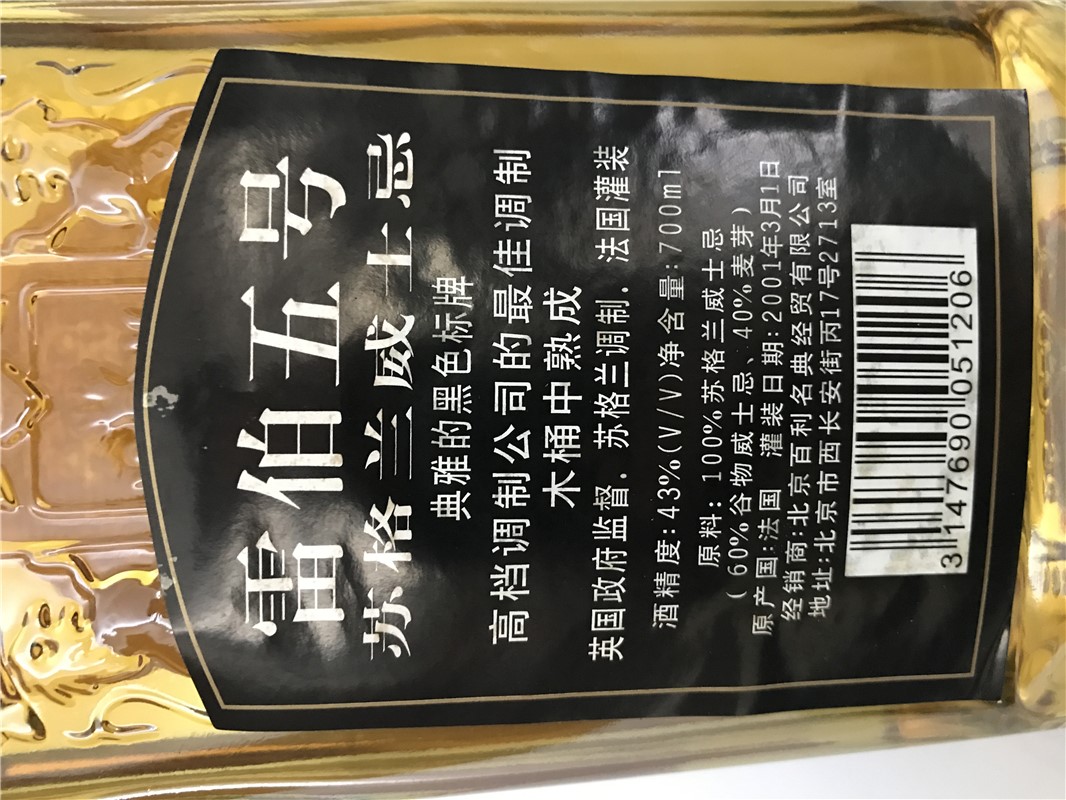 雷伯五号
苏格兰威士忌
典雅的黑色标牌
高档调制公司的最佳调制
木桶中熟成
英国政府监督.苏格兰调制.法国灌装
酒精度:43%(V/V)净含量:700ml
原料:100%苏格兰威士忌
(60%谷物威士忌、40%麦芽)
原产国:法国 灌装日期:2001年3月1日
经销商:北京百利名典经贸有限公司
地址:北京市西长安街丙17号2713室
3147690051206